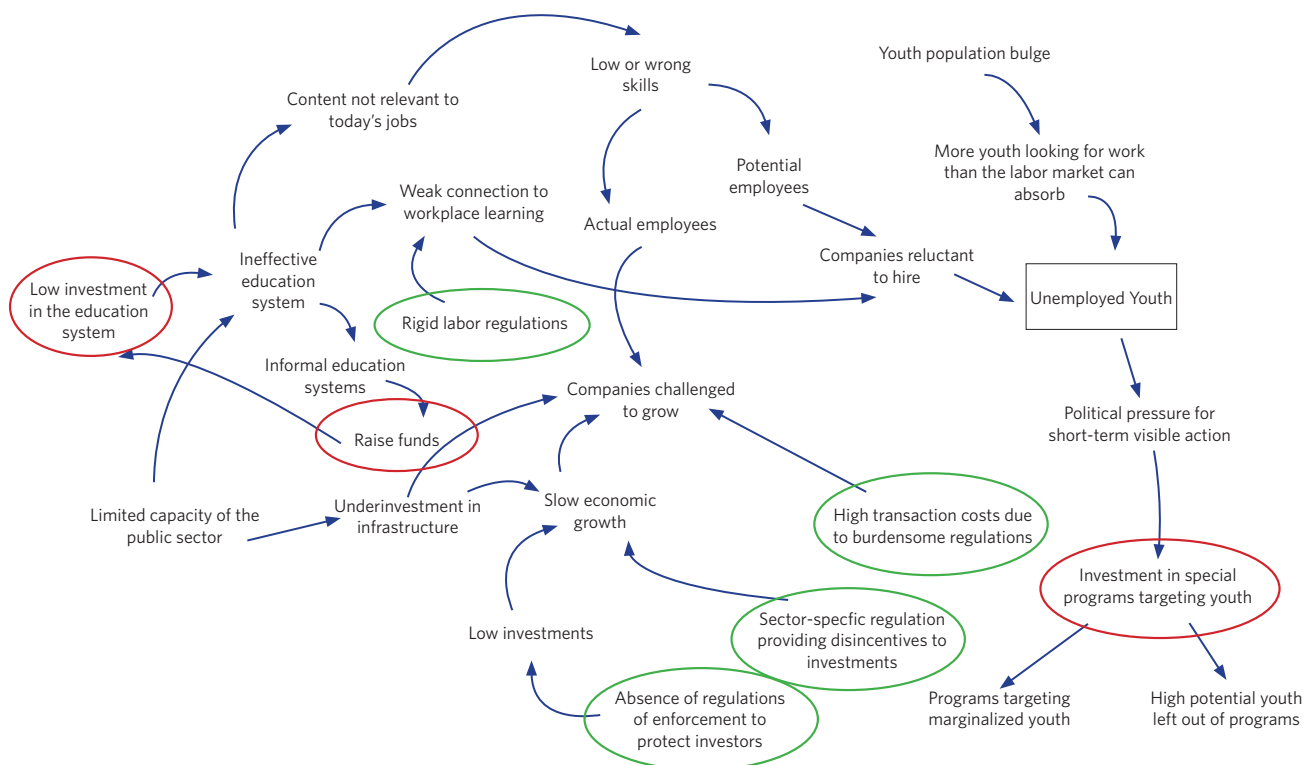 Youth population bulge
Low or wrong
skills
Content not relevant to
today's jobs
More youth looking for work
than the labor market can
absorb
Potential
employees
Weak connection to
workplace learning
Actual employees
Companies reluctant
to hire
Ineffective
education
system
Low investment
in the education
system
Unemployed Youth
Rigid labor regulations
Informal education
systems
Companies challenged
to grow
Political pressure for
short-term visible action
Raise funds
Underinvestment in
infrastructure
Slow economic
growth
Limited capacity of the
public sector
High transaction costs due
to burdensome regulations
Investment in special
programs targeting youth
Low investments
Sector-specfic regulation
providing disincentives to
investments
Absence of regulations
of enforcement to
protect investors
Programs targeting
marginalized youth
High potential youth
left out of programs